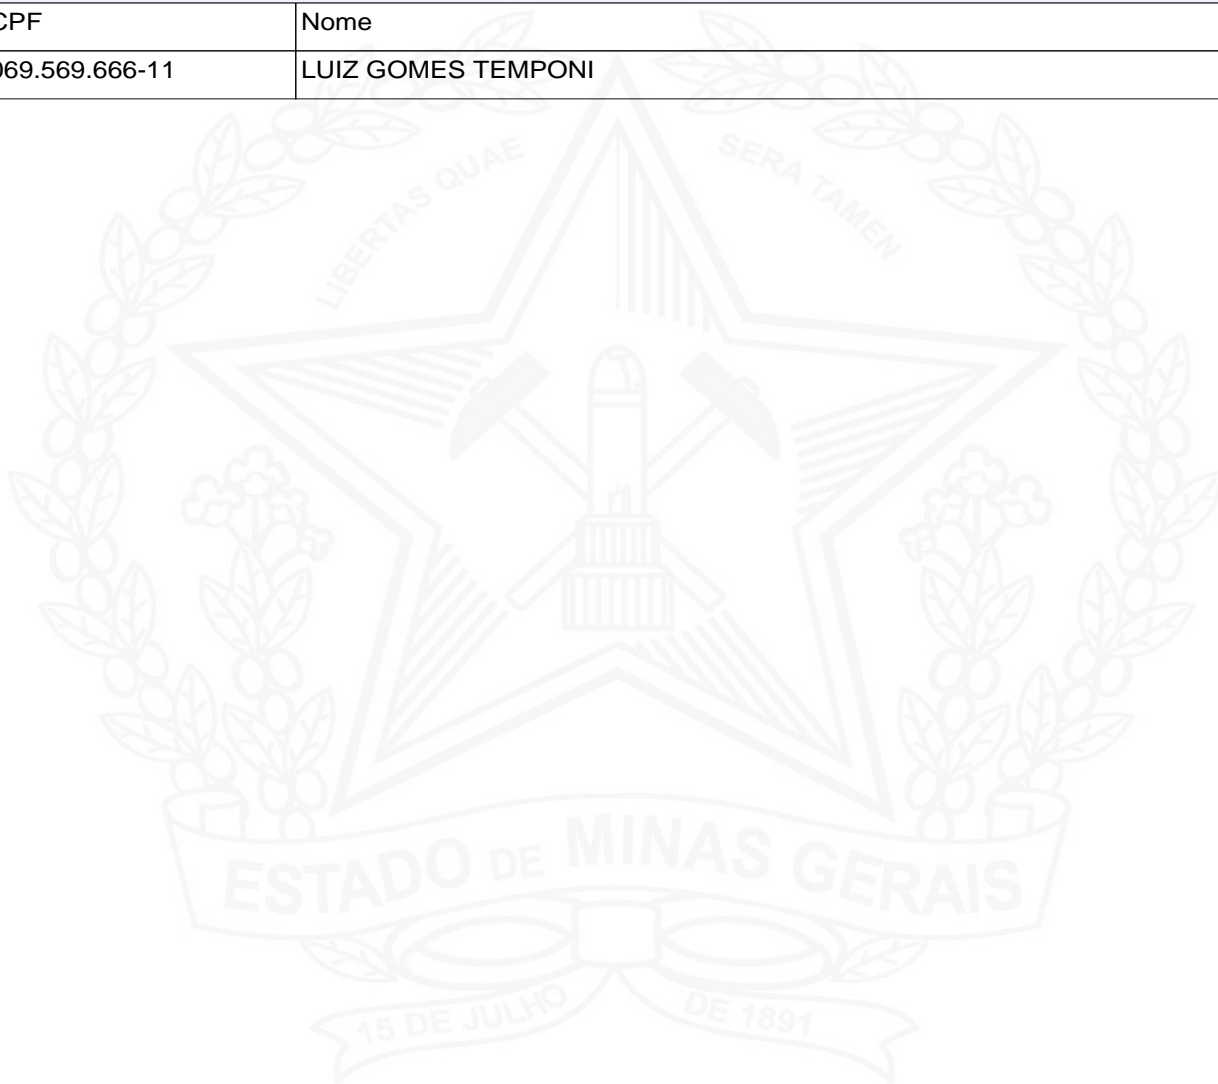 CPF Nome
069.569.666-11 LUIZ GOMES TEMPONI
LIBERTAS QUAE SERA TAMEN
ESTADO DE MINAS GERAIS
15 DE JULHO DE 1891